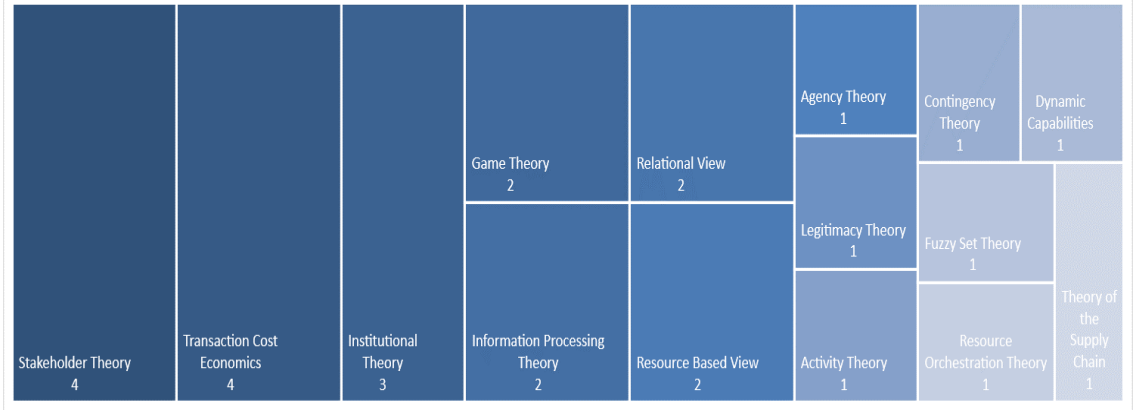 Stakeholder Theory
4
Transaction Cost
Economics
4
Institutional
Theory
3
Game Theory
2
Information Processing
Theory
2
Relational View
2
Resource Based View
2
Agency Theory
1
Legitimacy Theory
1
Activity Theory
1
Contingency
Theory
1
Dynamic
Capabilities
1
Fuzzy Set Theory
1
Resource
Orchestration Theory
1
Theory of
the
Supply
Chain
1